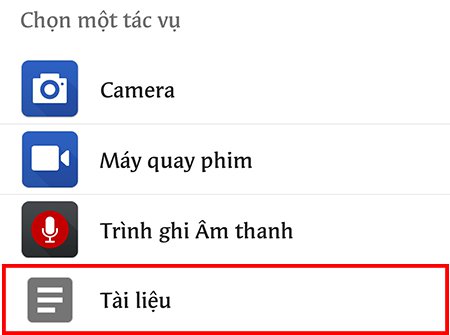 Chọn một tác vụ
Camera
Máy quay phim
Trình ghi Âm thanh
Tài liệu